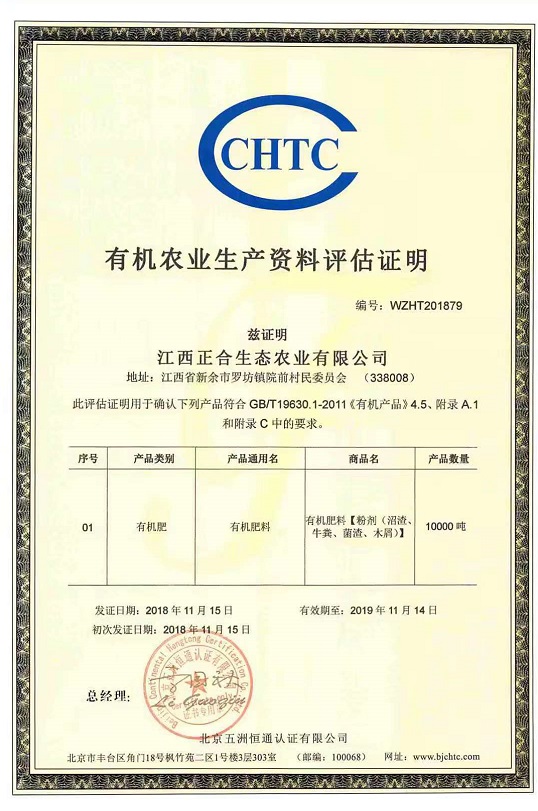 CHTC
有机农业生产资料评估证明
编号：WZHT201879
兹证明
江西正合生态农业有限公司
地址：江西省新余市罗坊镇院前村民委员会 （338008）
此评估证明用于确认下列产品符合 GB/T19630.1-2011《有机产品》4.5、附录 A.1
和附录 C 中的要求。
序号 产品类别 产品通用名 商品名 产品数量
01 有机肥 有机肥料 有机肥料【粉剂（沼渣、
牛粪、菌渣、木屑）】 10000 吨
发证日期：2018 年 11 月 15 日 有效期至：2019 年 11 月 14 日
初次发证日期：2018 年 11 月 15 日
总经理：
北京五洲恒通认证有限公司
北京市丰台区角门18号枫竹苑二区1号楼3层303室 （邮编：100068） 网址：www.bjchtc.com